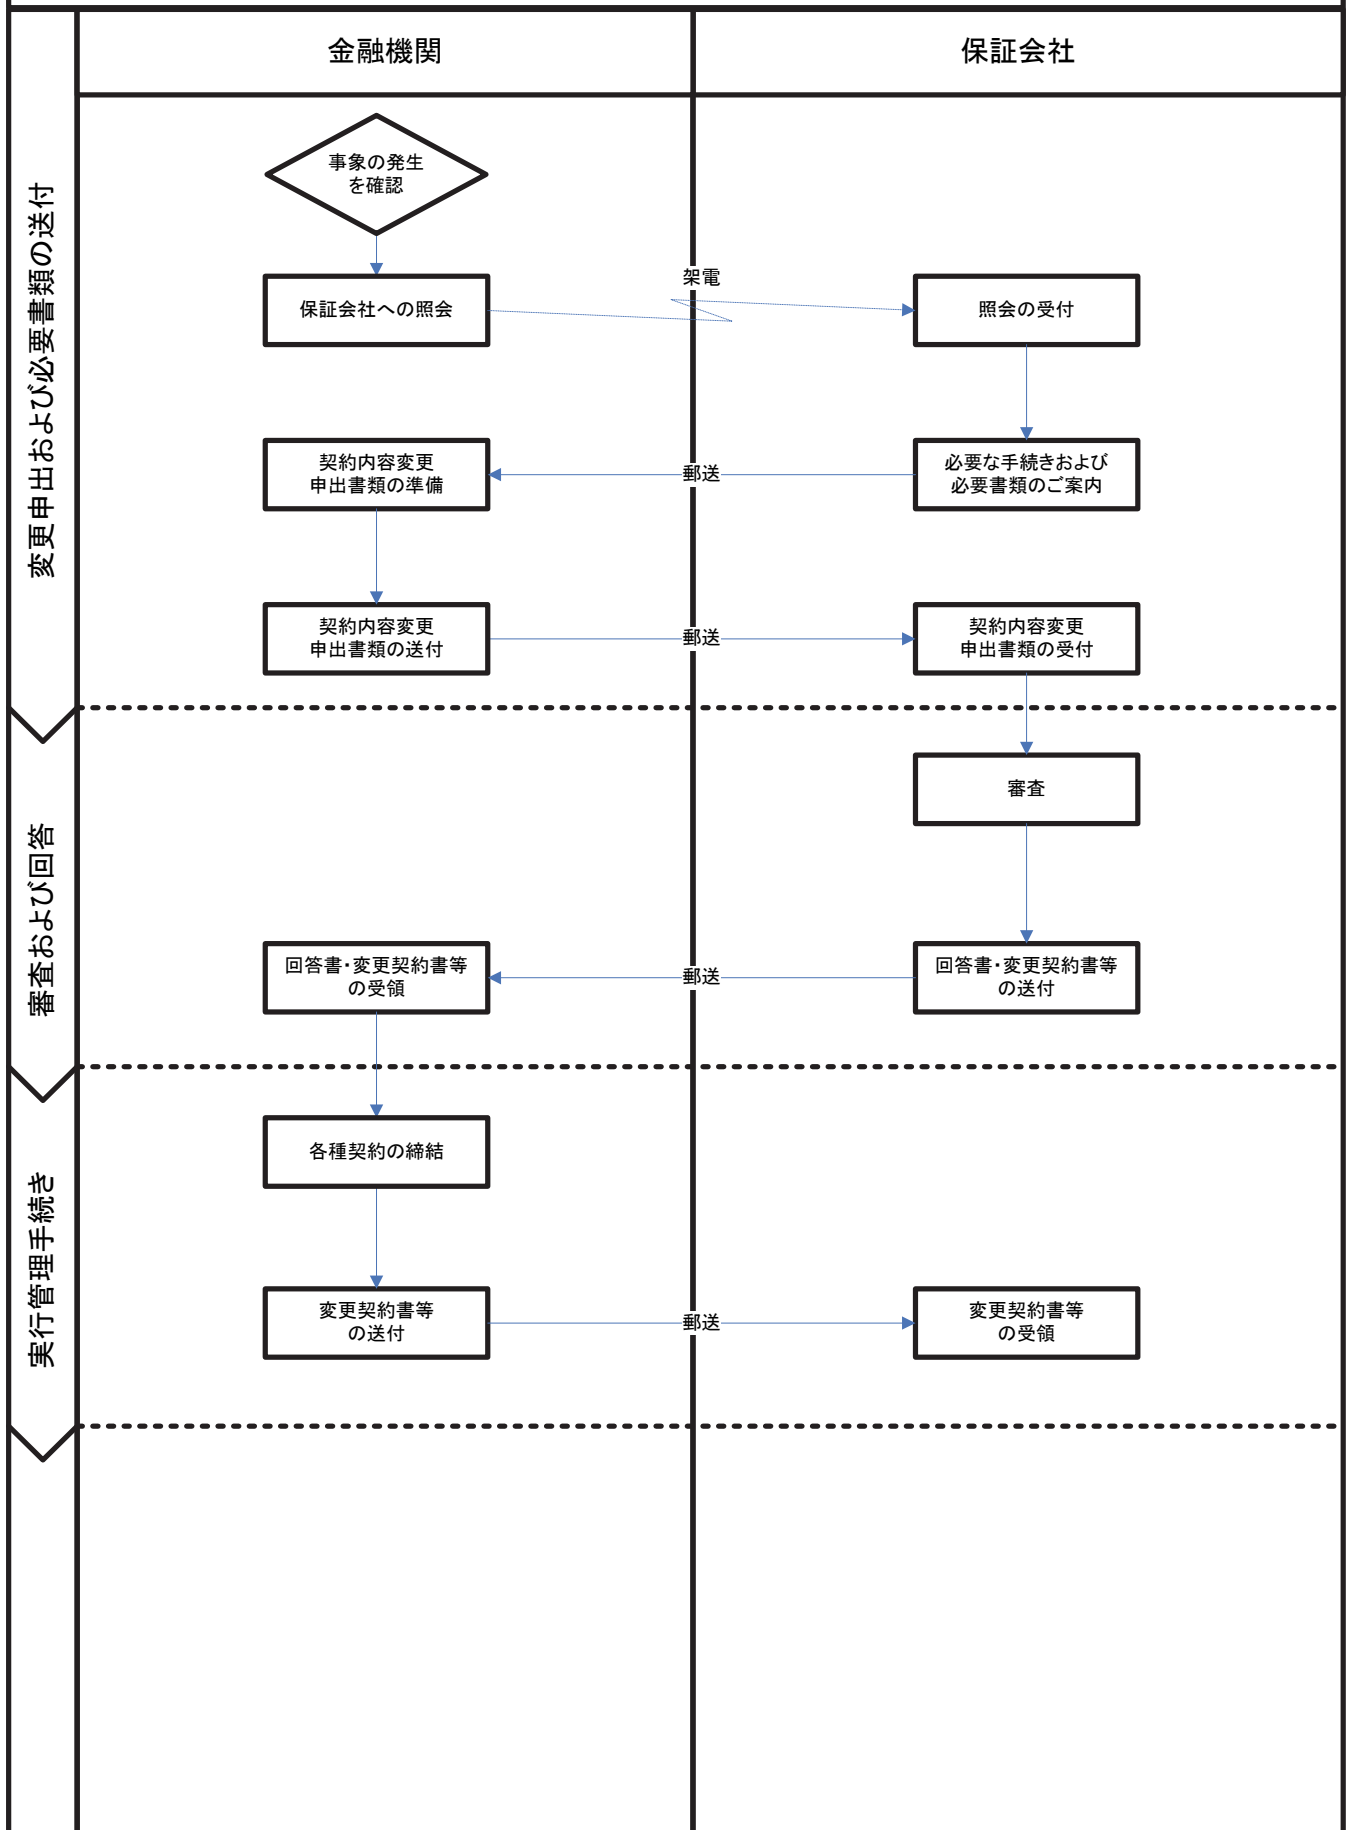 金融機関
保証会社
変更申出および必要書類の送付
事象の発生
を確認
保証会社への照会
架電
照会の受付
契約内容変更
申出書類の準備
郵送
必要な手続きおよび
必要書類のご案内
契約内容変更
申出書類の送付
郵送
契約内容変更
申出書類の受付
審査および回答
審査
回答書・変更契約書等
の受領
郵送
回答書・変更契約書等
の送付
実行管理手続き
各種契約の締結
変更契約書等
の送付
郵送
変更契約書等
の受領